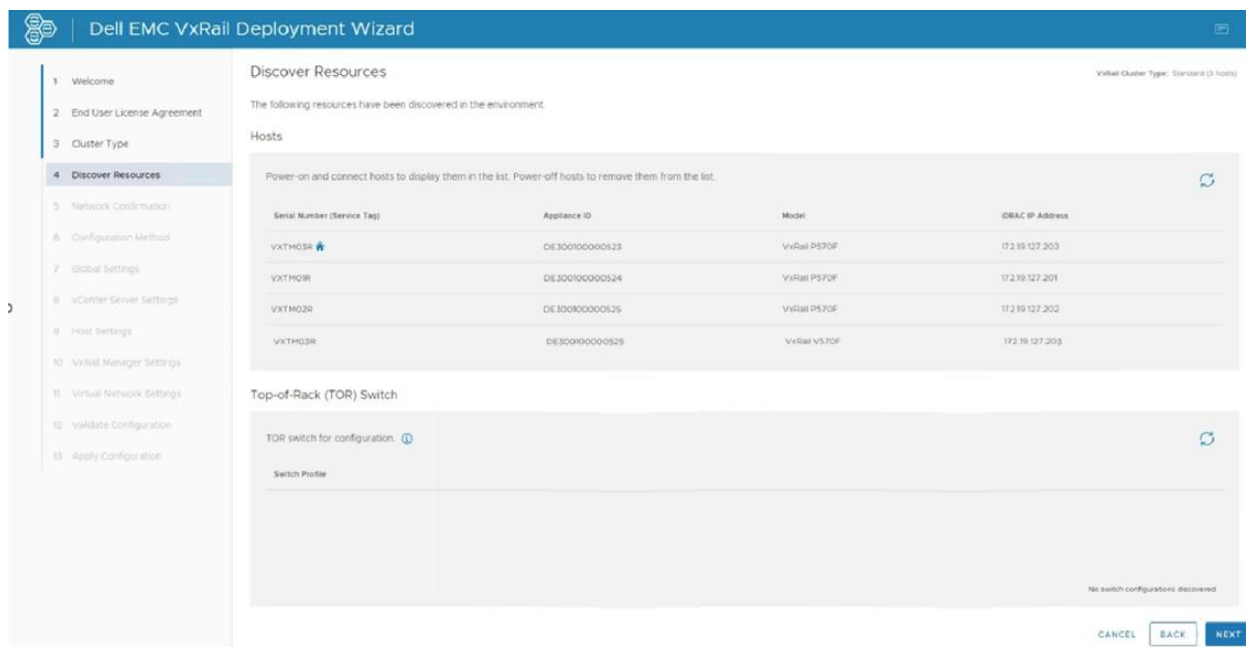 Dell EMC VxRail Deployment Wizard
1 Welcome
2 End User License Agreement
3 Cluster Type
4 Discover Resources
5 Network Confirmation
6 Configuration Method
7 Global Settings
8 vCenter Server Settings
9 Host Settings
10 VxRail Manager Settings
11 Virtual Network Settings
12 Validate Configuration
13 Apply Configuration
Discover Resources
VxRail Cluster Type: Standard (3 hosts)
The following resources have been discovered in the environment.
Hosts
Power-on and connect hosts to display them in the list. Power-off hosts to remove them from the list.
Serial Number (Service Tag) Appliance ID Model iDRAC IP Address
VXTM03R DE300100000523 VxRail P570F 172.19.127.203
VXTM01R DE300100000524 VxRail P570F 172.19.127.201
VXTM02R DE300100000525 VxRail P570F 172.19.127.202
VXTM03R DE300100000525 VxRail V570F 172.19.127.203
Top-of-Rack (TOR) Switch
TOR switch for configuration.
Switch Profile
No switch configurations discovered
CANCEL BACK NEXT